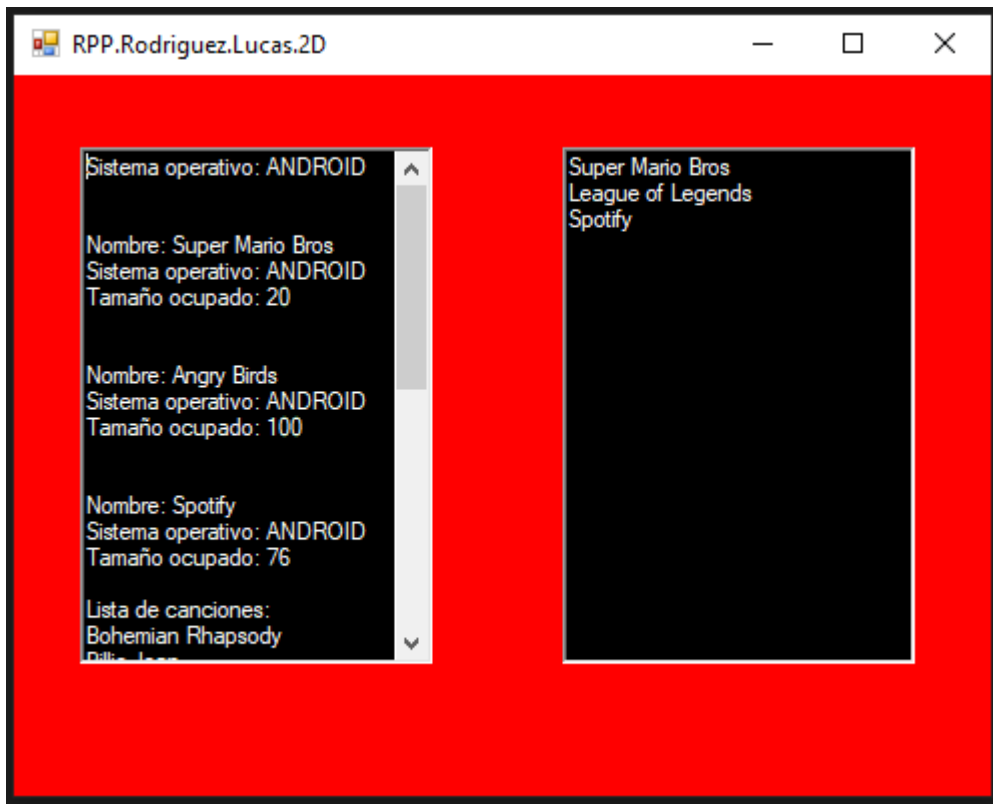 RPP.Rodriguez.Lucas.2D
Sistema operativo: ANDROID
Nombre: Super Mario Bros
Sistema operativo: ANDROID
Tamaño ocupado: 20
Nombre: Angry Birds
Sistema operativo: ANDROID
Tamaño ocupado: 100
Nombre: Spotify
Sistema operativo: ANDROID
Tamaño ocupado: 76
Lista de canciones:
Bohemian Rhapsody
Super Mario Bros
League of Legends
Spotify